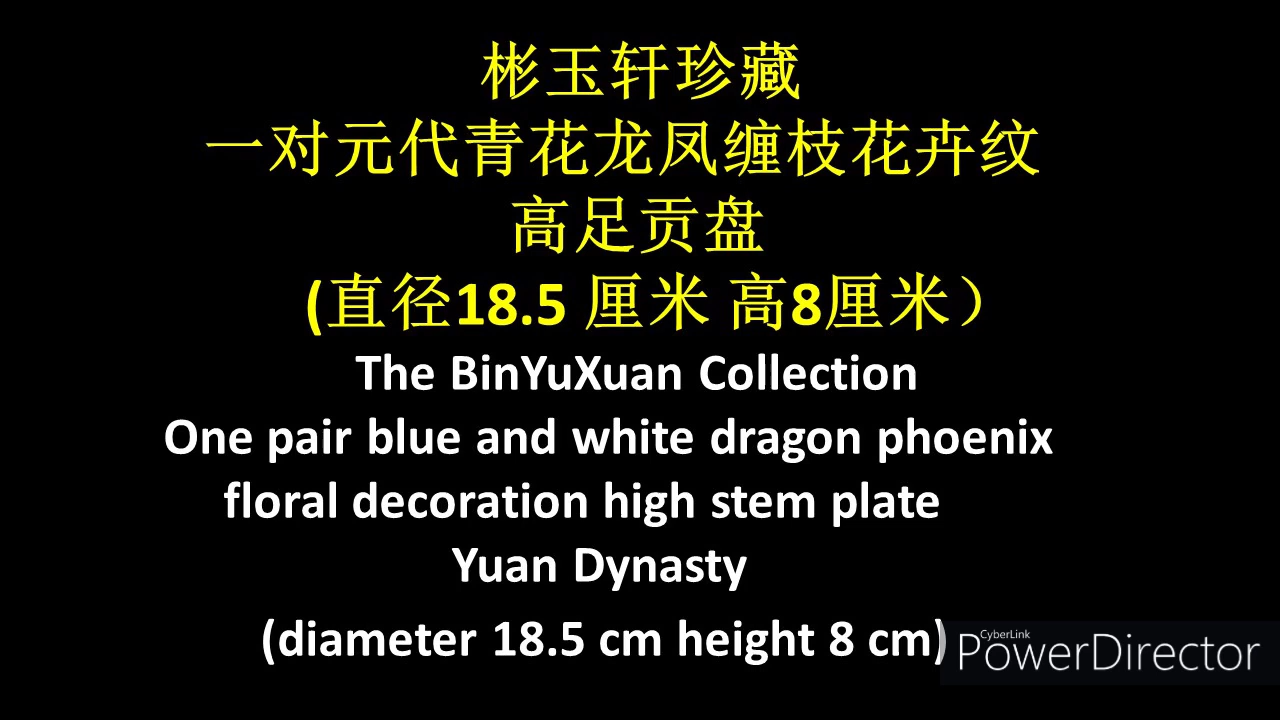 彬玉轩珍藏
一对元代青花龙凤缠枝花卉纹
高足贡盘
(直径18.5 厘米 高8厘米）
The BinYuXuan Collection
One pair blue and white dragon phoenix
floral decoration high stem plate
Yuan Dynasty
(diameter 18.5 cm height 8 cm)
CyberLink
PowerDirector